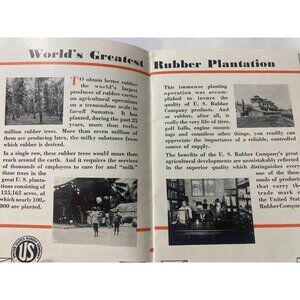 World's Greatest
TO obtain better rubber
the world's largest
producer of rubber carries
on agricultural operations
on a tremendous scale in
far-off Sumatra. It has
planted, during the past 25
years, more than twelve
million rubber trees. More than seven million of
them are producing latex, the milky substance from
which rubber is derived.
In a single row, these rubber trees would more than
reach around the earth. And it requires the services
of thousands of employees to care for and "milk"
these trees in the
great U. S. planta-
tions consisting of
135,163 acres, of
which nearly 100,-
000 are planted.
US
Rubber Plantation
This immense planting
operation was accom-
plished to insure the
quality of U. S. Rubber
Company products. And
as rubber, after all, is
really the very life of tires,
golf balls, engine mount-
ings and countless other things, you readily can
appreciate the importance of a reliable, controlled
source of supply.
The benefits of the U. S. Rubber Company's great
agricultural development are unmistakably reflected
in the superior quality which distinguishes every
one of the thou-
sands of products
that carry the
trade mark of
the United States
Rubber Company.